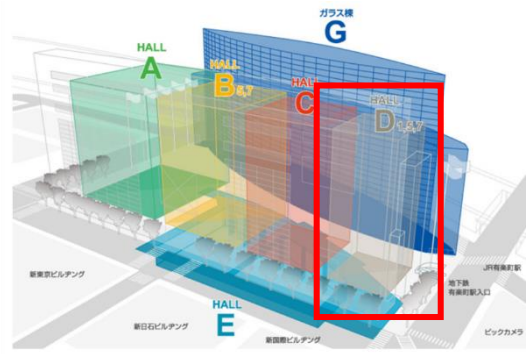 ガラス棟
G
HALL
A
HALL
B5,7
HALL
C
HALL
D1,5,7
JR有楽町駅
地下鉄
有楽町駅入口
新東京ビルヂング
HALL
E
新日石ビルヂング
新国際ビルヂング
ビックカメラ